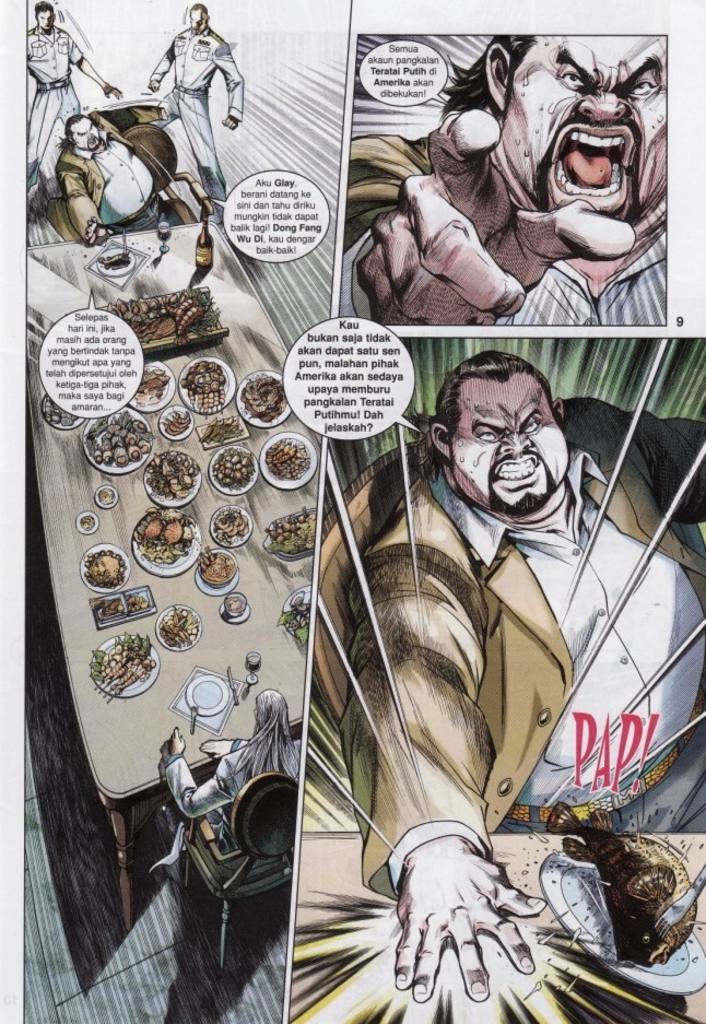 Aku Glay,
berani datang ke
sini dan tahu diriku
mungkin tidak dapat
balik lagi! Dong Fang
Wu Di, kau dengar
baik-baik!
Selepas
hari ini, jika
masih ada orang
yang bertindak tanpa
mengikut apa yang
telah dipersetujui oleh
ketiga-tiga pihak,
maka saya bagi
amaran...
Semua
akaun pangkalan
Teratai Putih di
Amerika akan
dibekukan!
9
Kau
bukan saja tidak
akan dapat satu sen
pun, malahan pihak
Amerika akan sedaya
upaya memburu
pangkalan Teratai
Putihmu! Dah
jelaskah?
PAP!